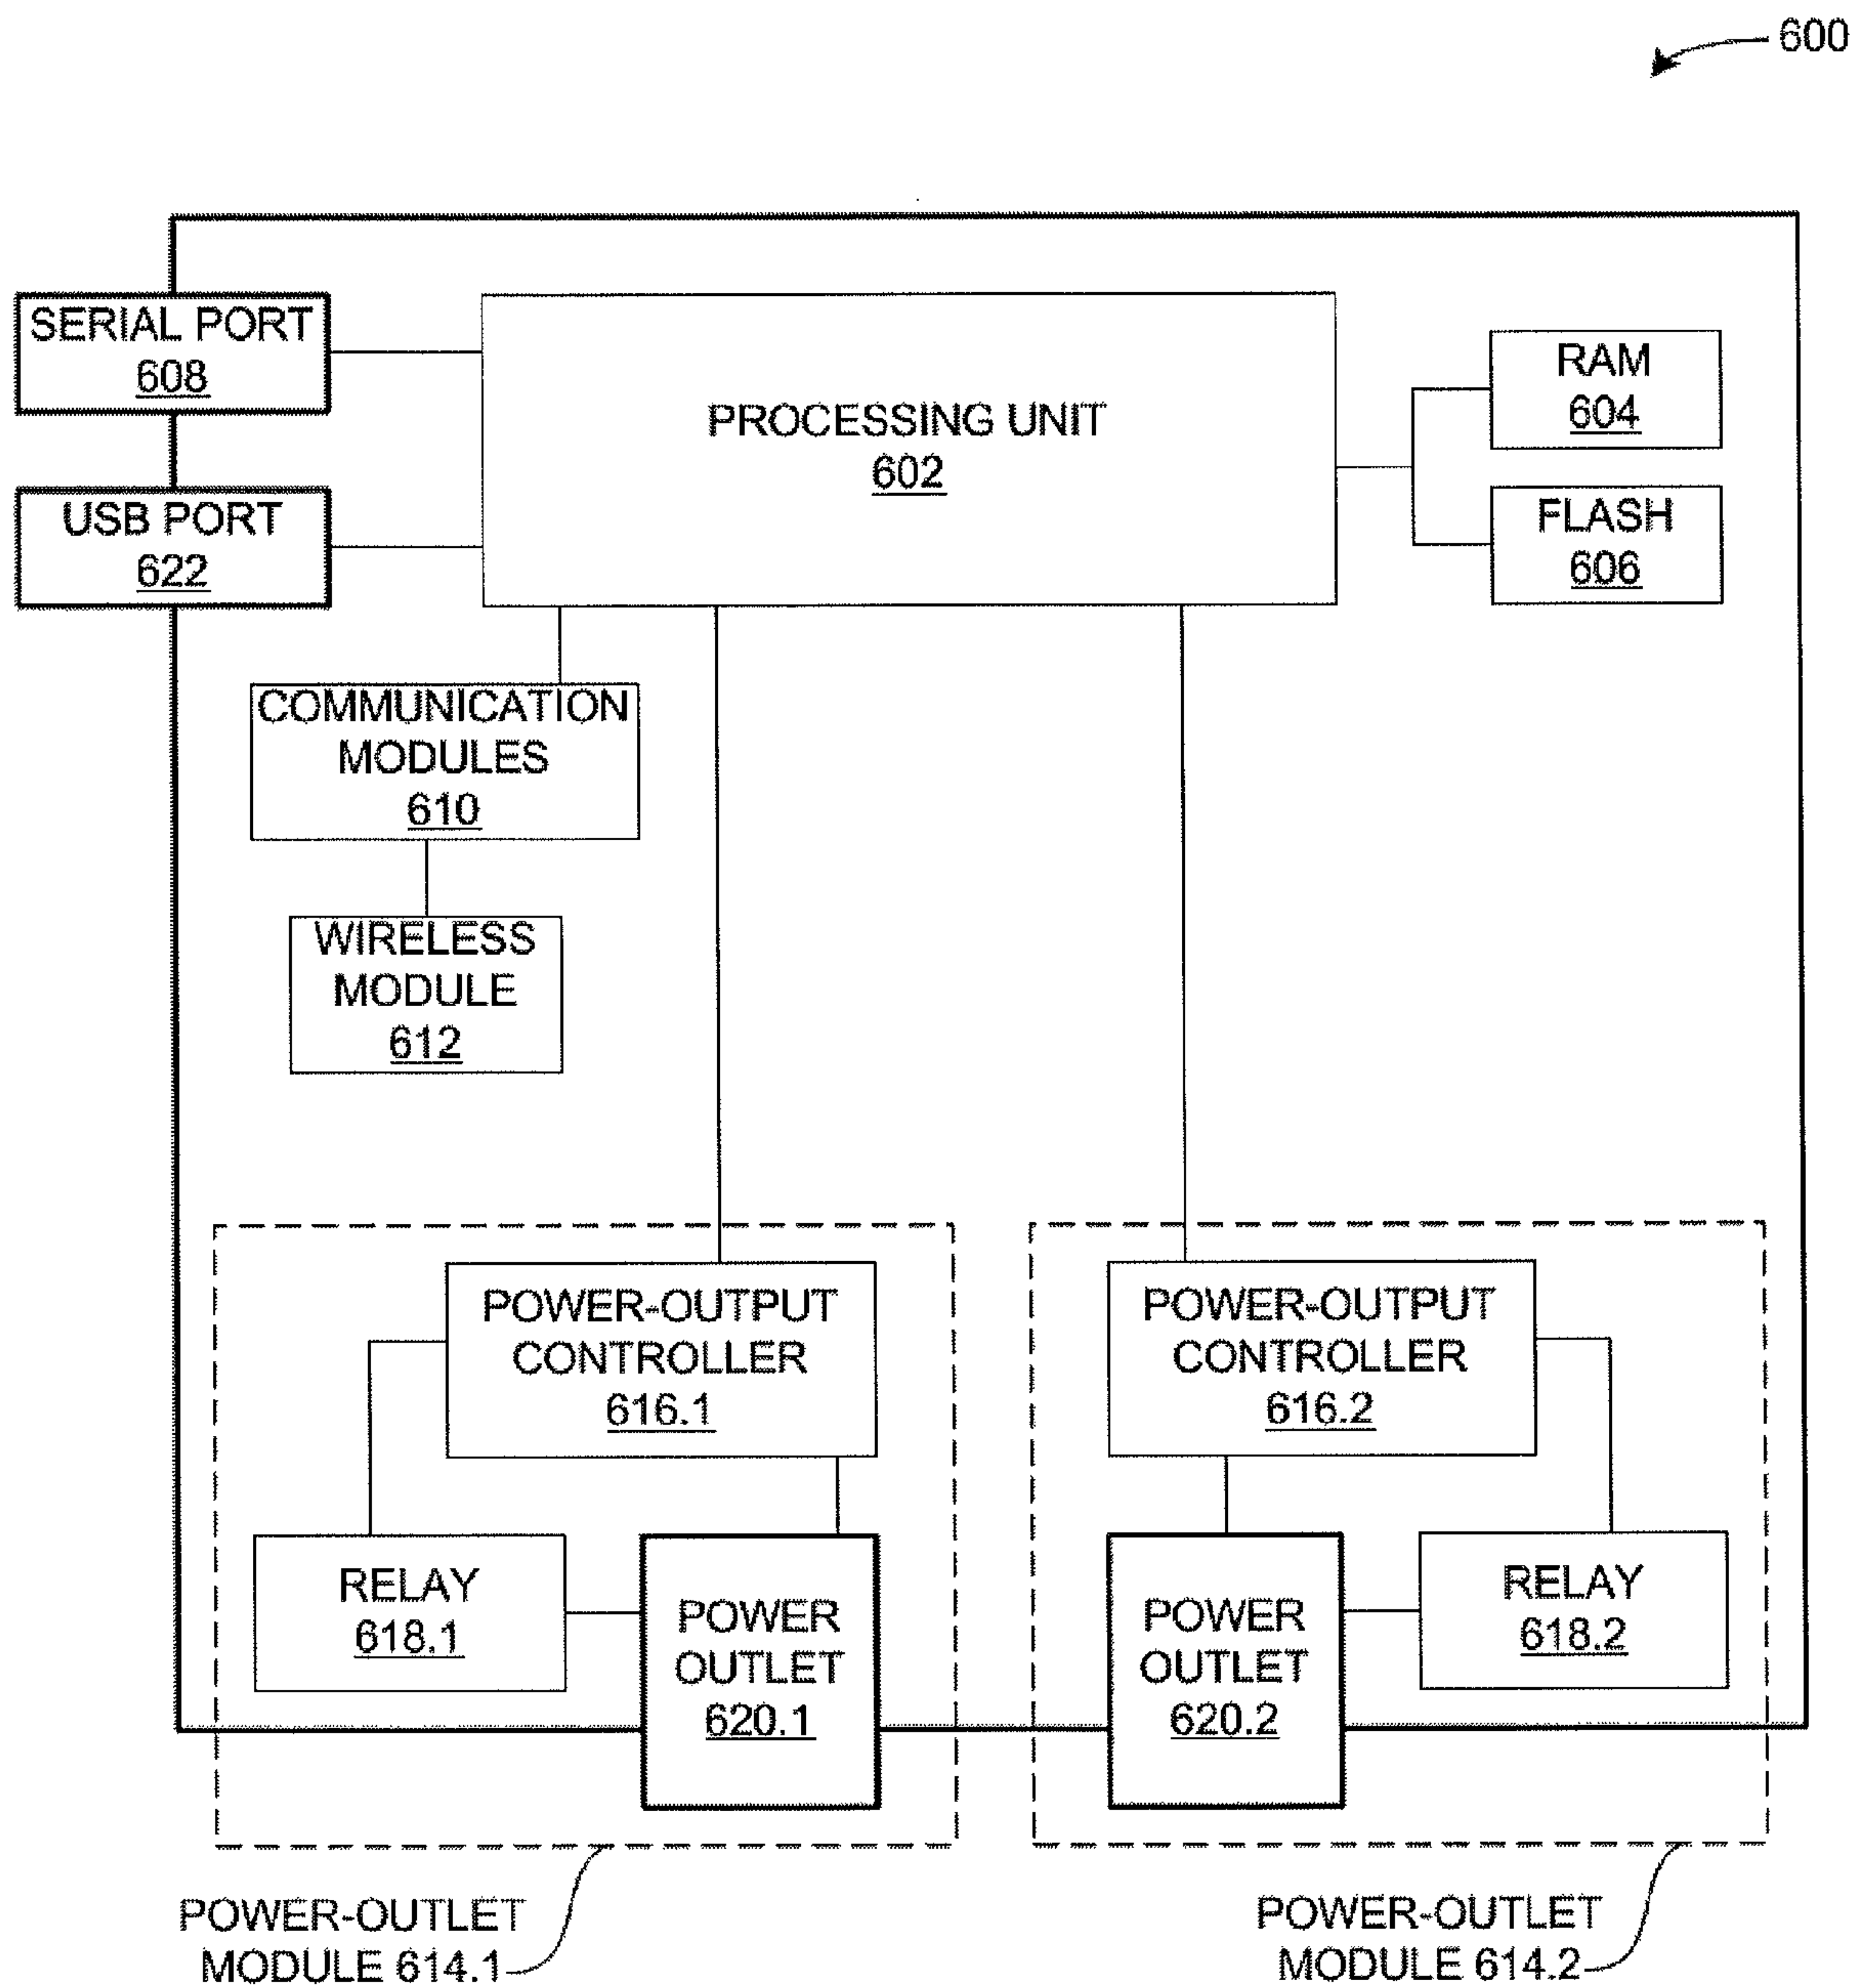 600
SERIAL PORT
608
PROCESSING UNIT
602
RAM
604
FLASH
606
USB PORT
622
COMMUNICATION
MODULES
610
WIRELESS
MODULE
612
POWER-OUTPUT
CONTROLLER
616.1
POWER-OUTPUT
CONTROLLER
616.2
RELAY
618.1
POWER
OUTLET
620.1
POWER
OUTLET
620.2
RELAY
618.2
POWER-OUTLET
MODULE 614.1
POWER-OUTLET
MODULE 614.2